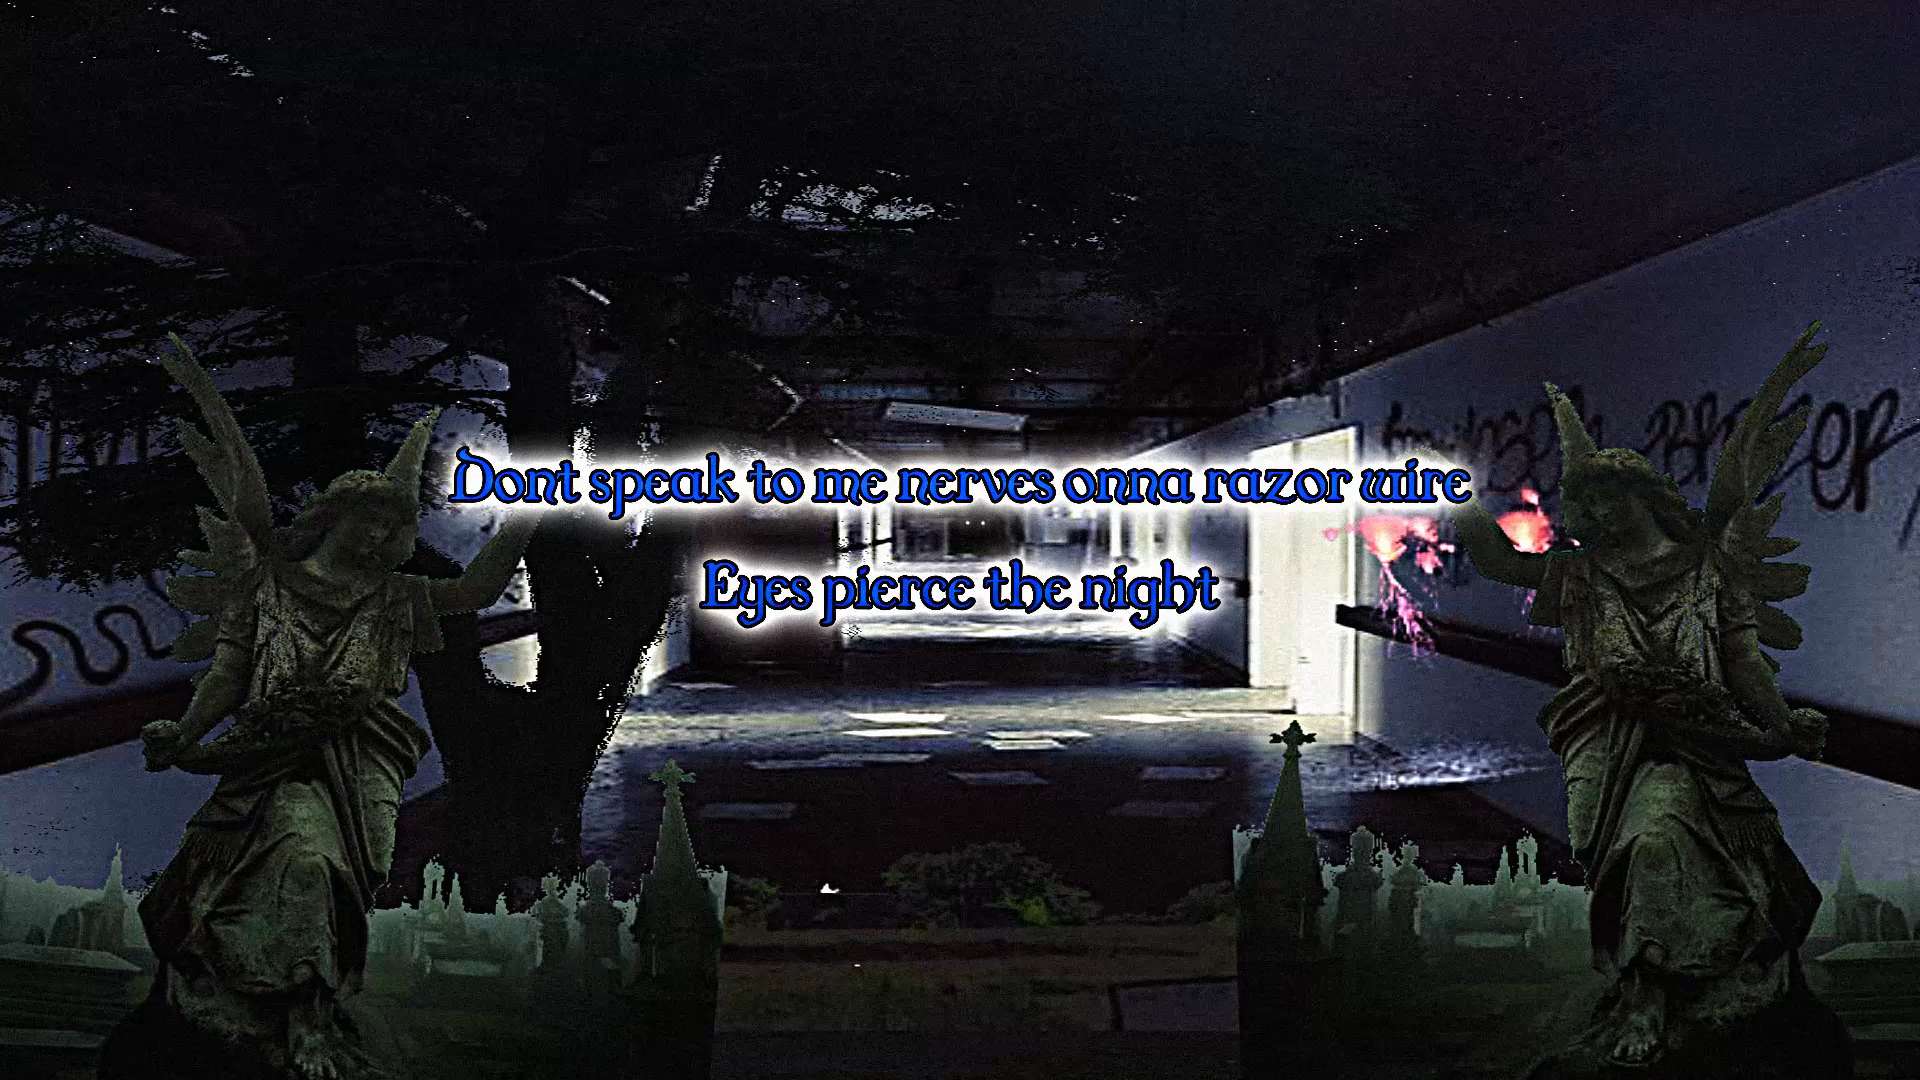 Dont speak to me nerves onna razor wire
Eyes pierce the night